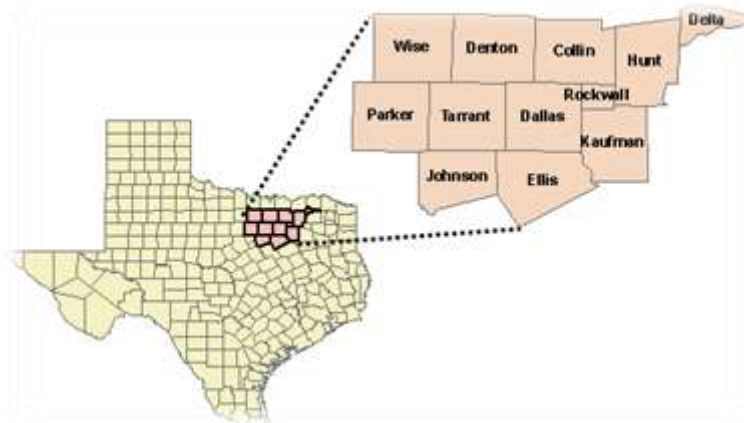 Delta
Wise
Denton
Collin
Hunt
Rockwall
Parker
Tarrant
Dallas
Kaufman
Johnson
Ellis